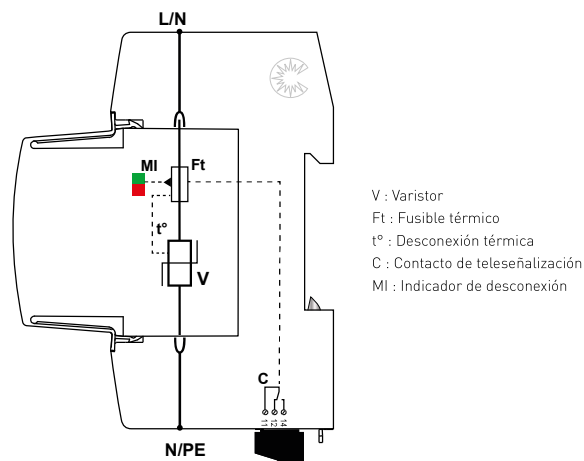 L/N
MI
Ft
t°
V
C
11 12 14
N/PE
V : Varistor
Ft : Fusible térmico
t° : Desconexión térmica
C : Contacto de teleseñalización
MI : Indicador de desconexión